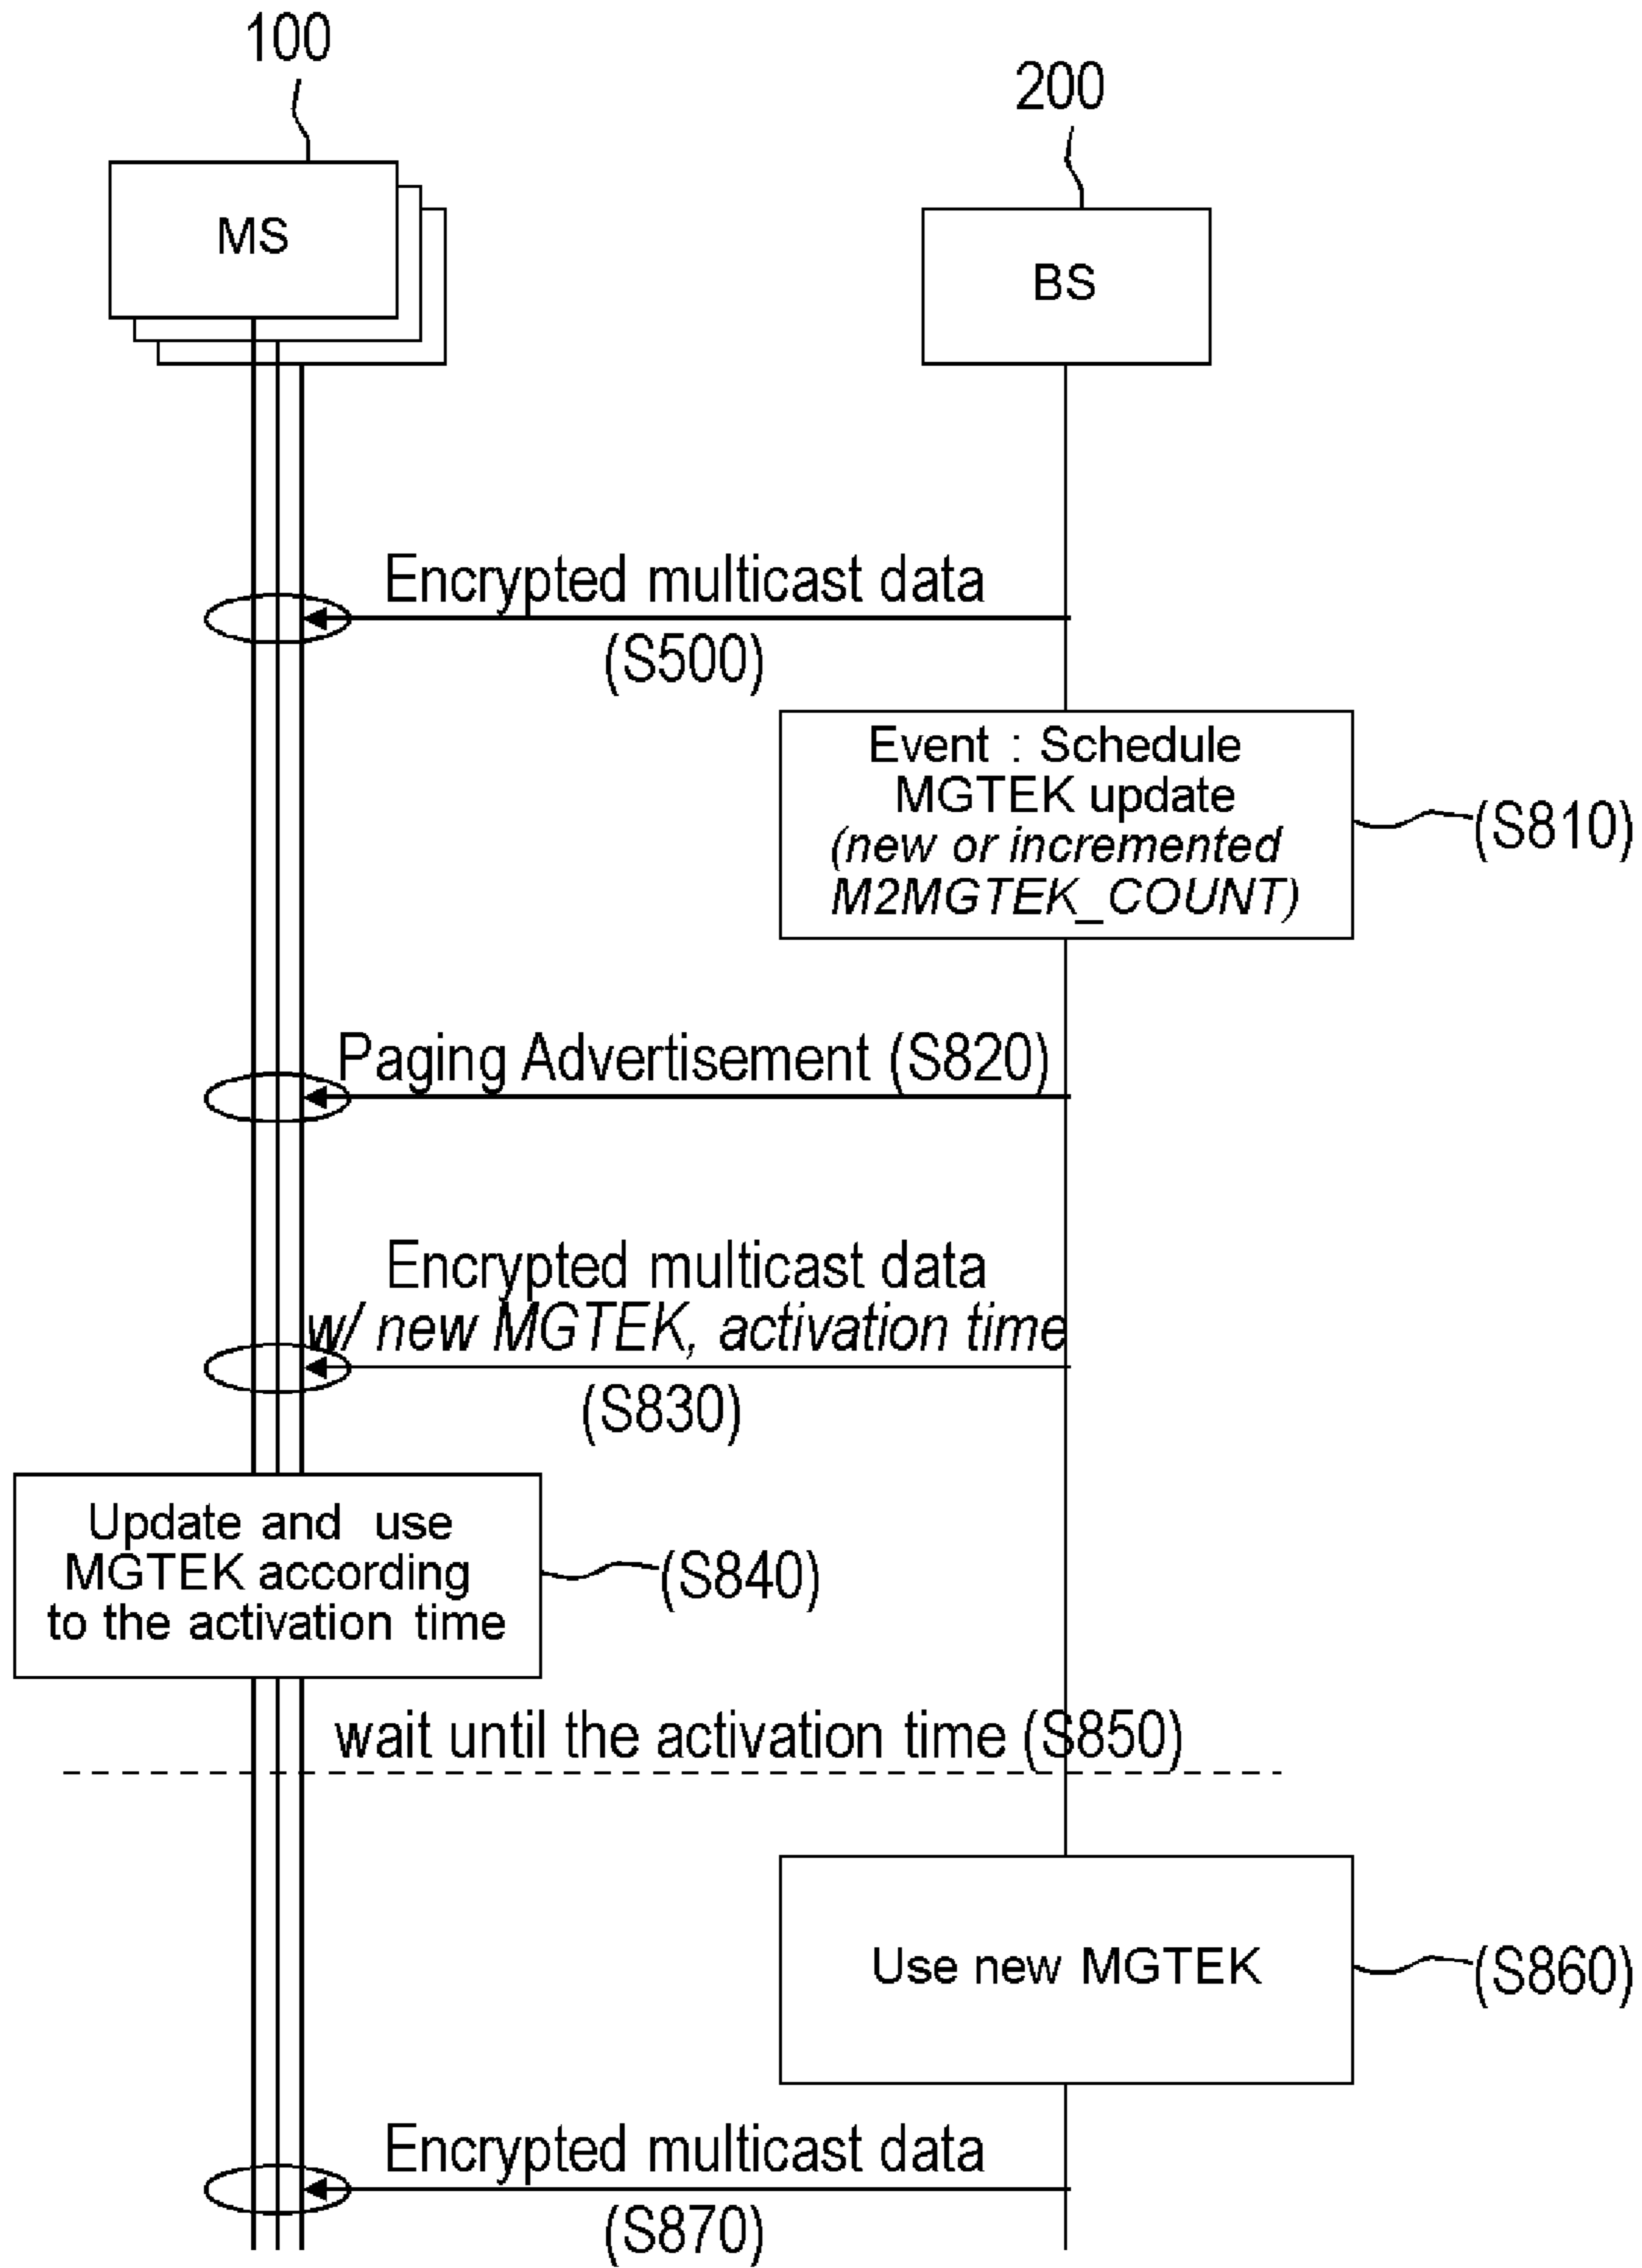 100
200
MS
BS
Encrypted multicast data
(S500)
Event : Schedule
MGTEK update
(new or incremented
M2MGTEK_COUNT)
(S810)
Paging Advertisement (S820)
Encrypted multicast data
w/ new MGTEK, activation time
(S830)
Update and use
MGTEK according
to the activation time
(S840)
wait until the activation time (S850)
Use new MGTEK
(S860)
Encrypted multicast data
(S870)